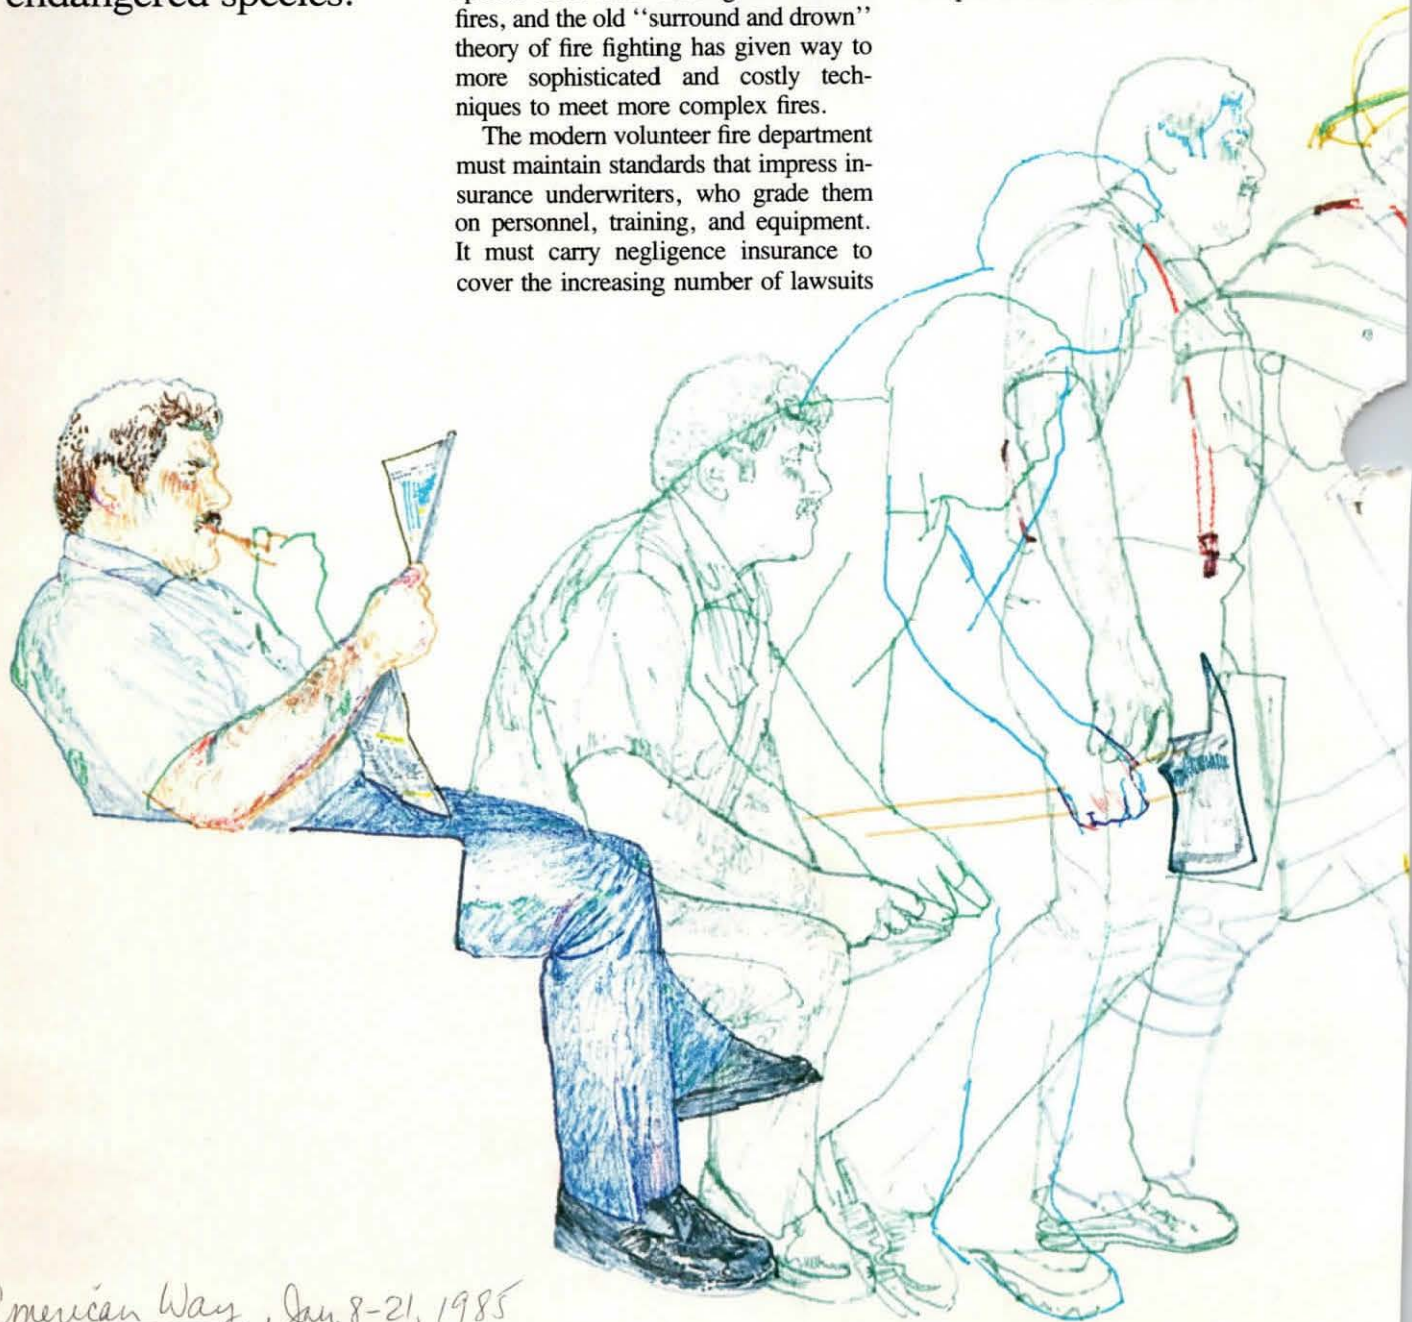 endangered species.
fires, and the old “surround and drown”
theory of fire fighting has given way to
more sophisticated and costly tech-
niques to meet more complex fires.
The modern volunteer fire department
must maintain standards that impress in-
surance underwriters, who grade them
on personnel, training, and equipment.
It must carry negligence insurance to
cover the increasing number of lawsuits
American Way, Jan 8-21, 1985